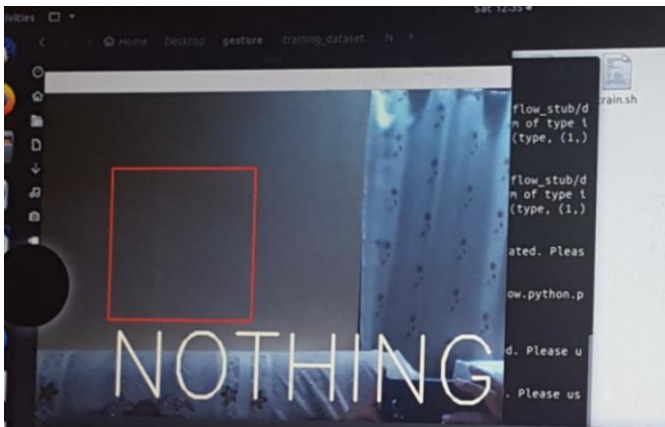 Sat 12:35
Home Desktop gesture training_dataset N
train.sh
flow_stub/d
m of type i
(type, (1,)
flow_stub/d
m of type i
(type, (1,)
ated. Pleas
ow.python.p
d. Please u
. Please us
NOTHING